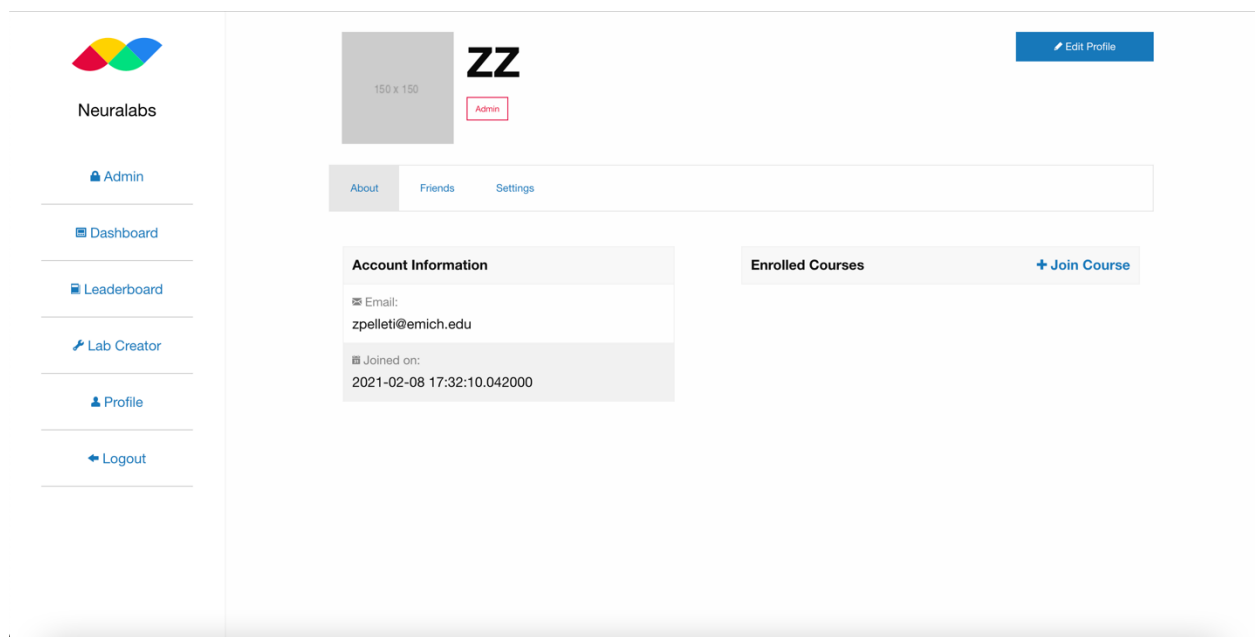 Neuralabs
Admin
Dashboard
Leaderboard
Lab Creator
Profile
Logout
150 x 150
ZZ
Admin
Edit Profile
About Friends Settings
Account Information
Email:
zpelleti@emich.edu
Joined on:
2021-02-08 17:32:10.042000
Enrolled Courses + Join Course